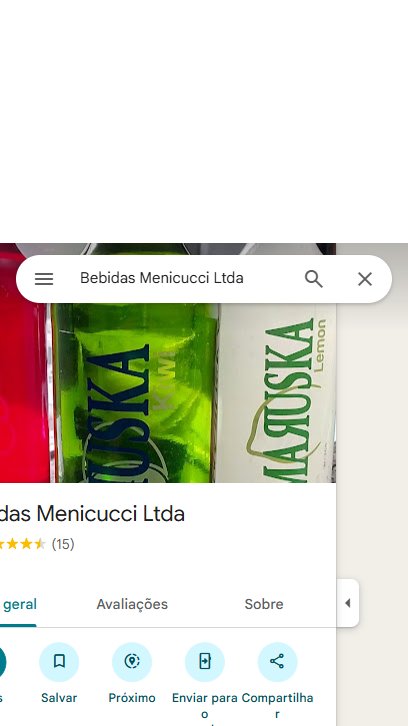 Bebidas Menicucci Ltda
RUSKA
kiwi
MARUSKA
Lemon
das Menicucci Ltda
(15)
geral
Avaliações
Sobre
s
Salvar
Próximo
Enviar para o
Compartilhar